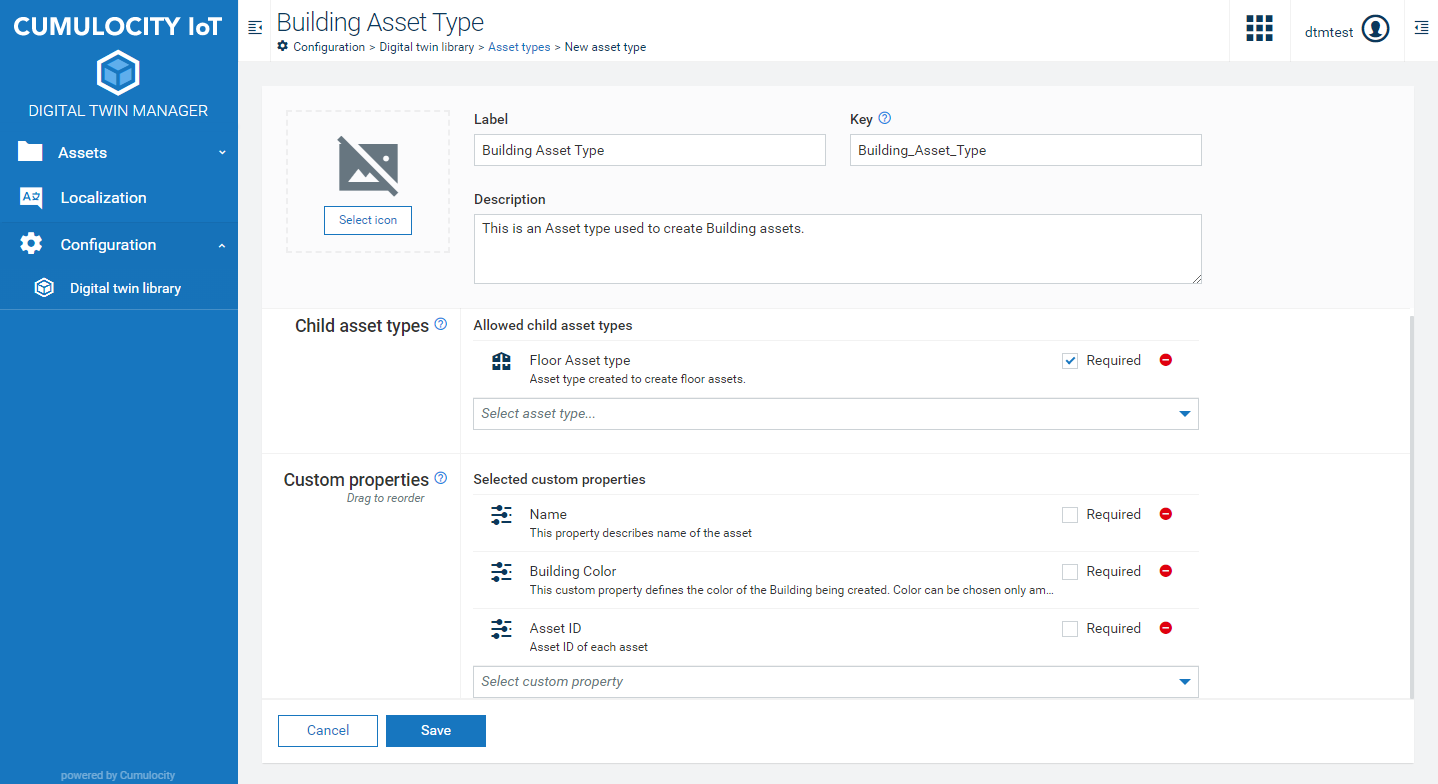 CUMULOCITY IoT
DIGITAL TWIN MANAGER
Assets
Localization
Configuration
Digital twin library
powered by Cumulocity
Building Asset Type
Configuration > Digital twin library > Asset types > New asset type
dtmtest
Select icon
Label
Building Asset Type
Key
Building_Asset_Type
Description
This is an Asset type used to create Building assets.
Child asset types
Allowed child asset types
Floor Asset type
Asset type created to create floor assets.
Required
Select asset type...
Custom properties
Drag to reorder
Selected custom properties
Name
This property describes name of the asset
Required
Building Color
This custom property defines the color of the Building being created. Color can be chosen only am...
Required
Asset ID
Asset ID of each asset
Required
Select custom property
Cancel
Save